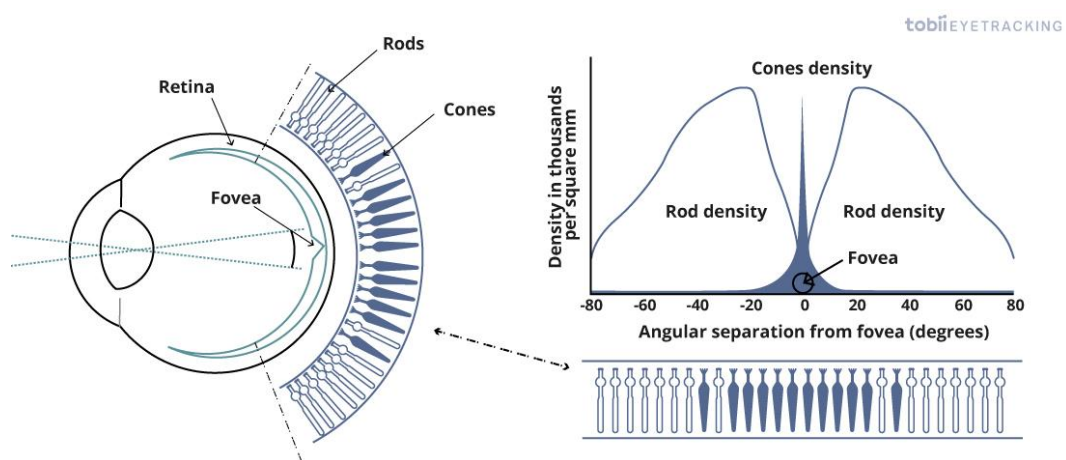 tobii EYETRACKING
Rods
Retina
Cones
Fovea
Cones density
Density in thousands
per square mm
Rod density
Rod density
Fovea
-80 -60 -40 -20 0 20 40 60 80
Angular separation from fovea (degrees)